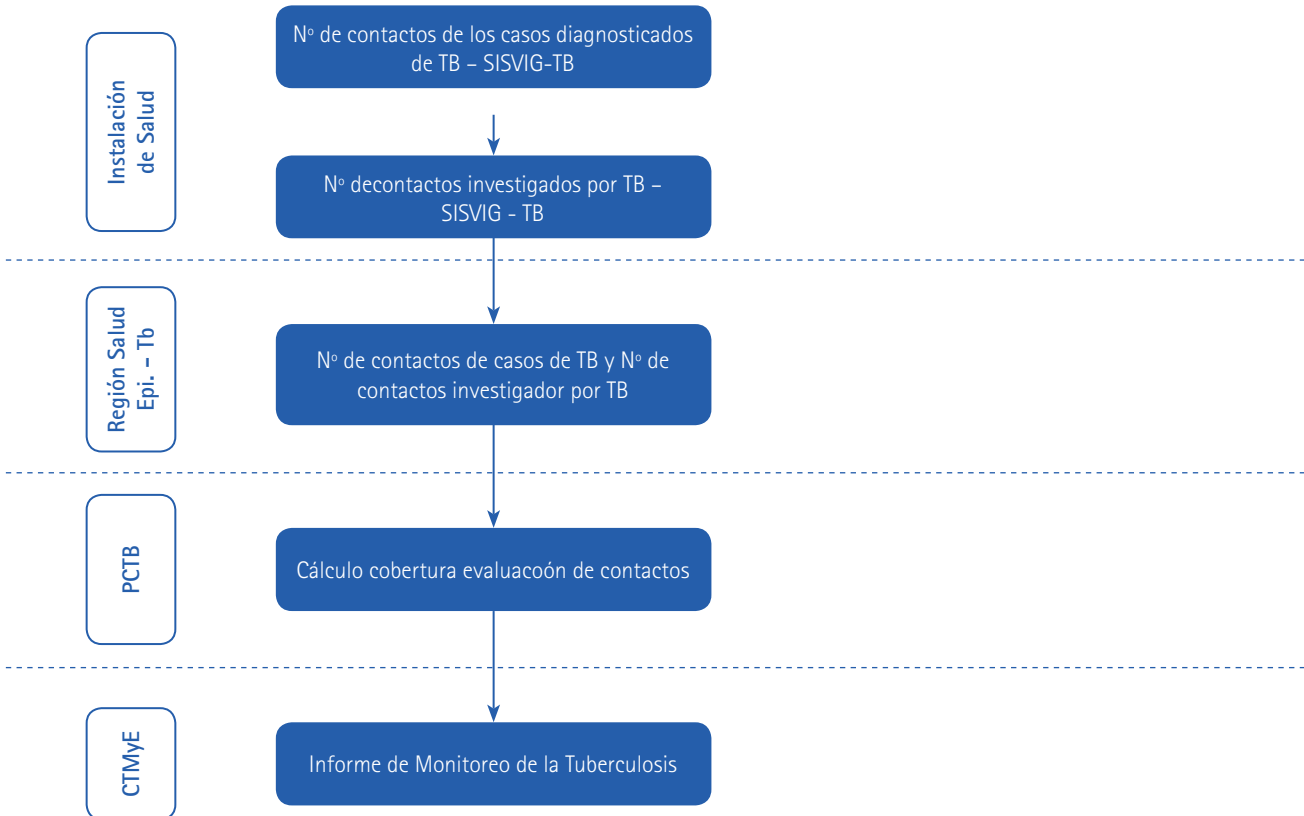 Instalación
de Salud
Nº de contactos de los casos diagnosticados
de TB – SISVIG-TB
Nº decontactos investigados por TB –
SISVIG - TB
Región Salud
Epi. - Tb
Nº de contactos de casos de TB y Nº de
contactos investigador por TB
PCTB
Cálculo cobertura evaluacoón de contactos
CTMyE
Informe de Monitoreo de la Tuberculosis